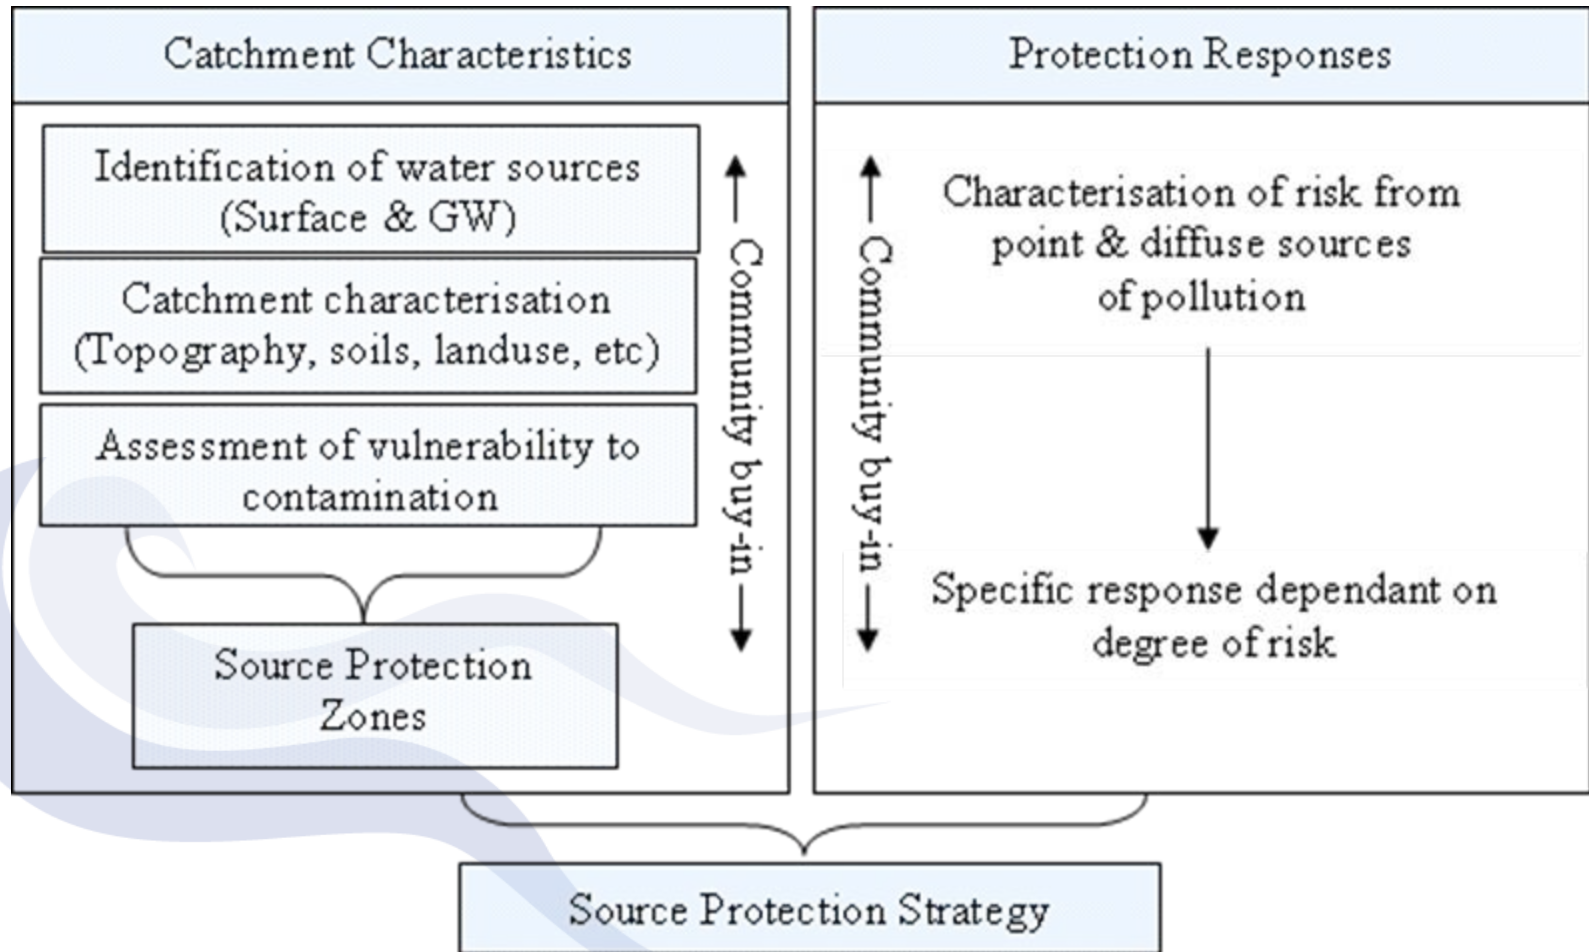 Catchment Characteristics
Identification of water sources
(Surface & GW)
Catchment characterisation
(Topography, soils, landuse, etc)
Assessment of vulnerability to
contamination
Source Protection
Zones
Community buy-in
Protection Responses
Community buy-in
Characterisation of risk from
point & diffuse sources
of pollution
Specific response dependant on
degree of risk
Source Protection Strategy